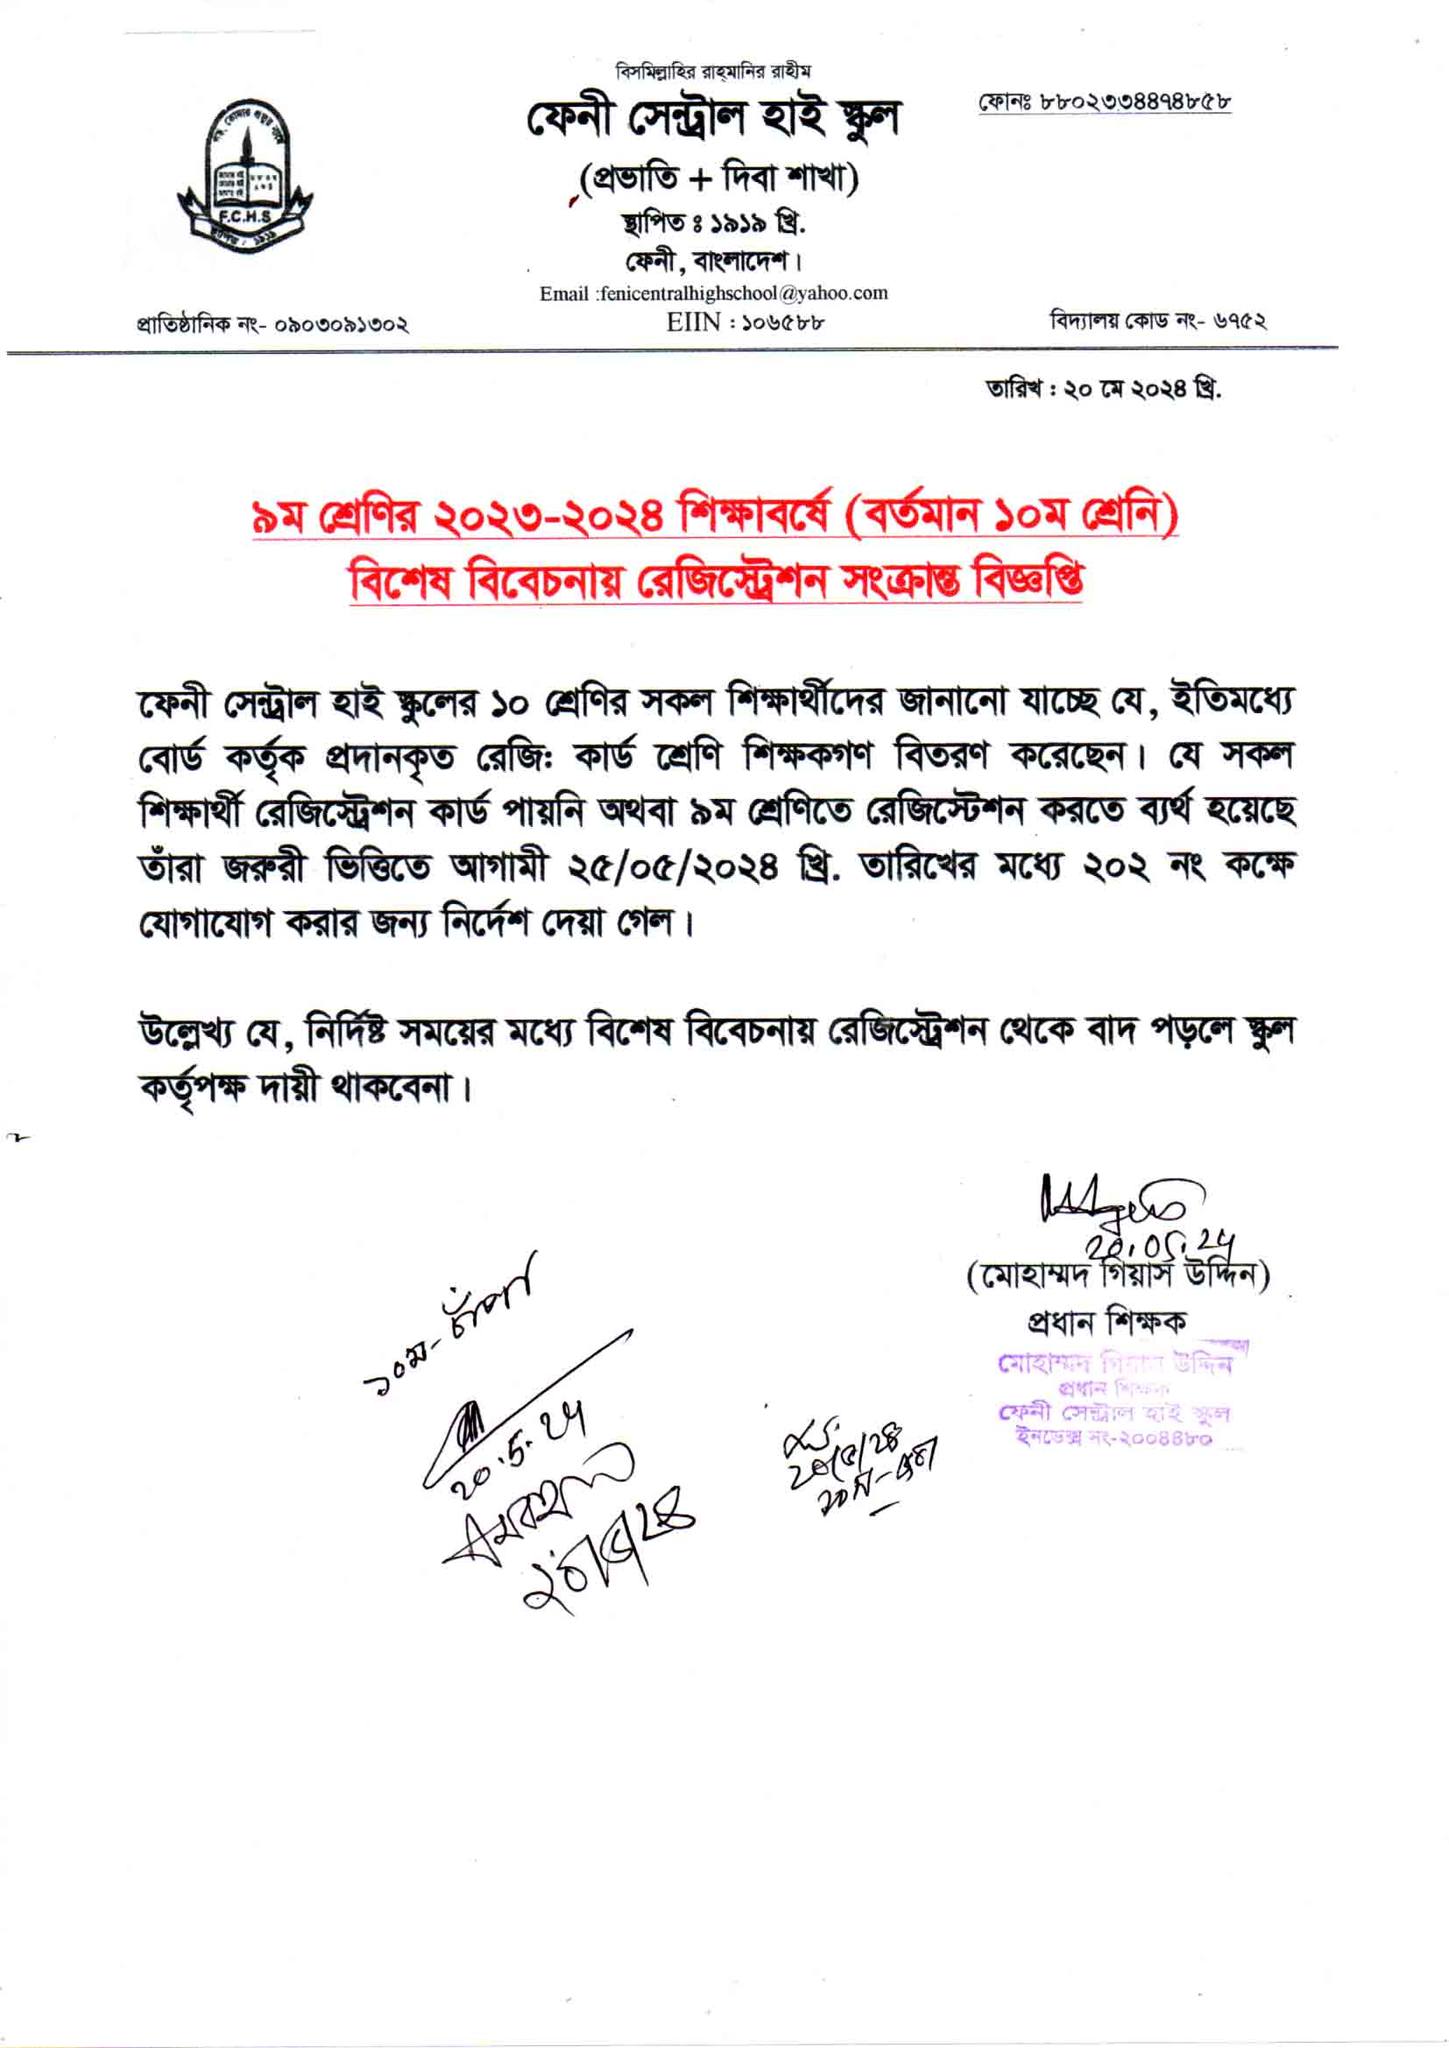 বিসমিল্লাহির রাহমানির রাহীম
ফেনী সেন্ট্রাল হাই স্কুল
ফোনঃ ৮৮০২৩৩৪৪৭৪৮৫৮
(প্রভাতি + দিবা শাখা)
স্থাপিত ঃ ১৯১৯ খ্রি.
F.C.H.S
স্থাপিত : ১৯১৯
ফেনী, বাংলাদেশ।
Email :fenicentralhighschool@yahoo.com
প্রাতিষ্ঠানিক নং- ০৯০৩০৯১৩০২
EIIN : ১০৬৫৮৮
বিদ্যালয় কোড নং- ৬৭৫২
তারিখ : ২০ মে ২০২৪ খ্রি.
৯ম শ্রেণির ২০২৩-২০২৪ শিক্ষাবর্ষে (বর্তমান ১০ম শ্রেনি)
বিশেষ বিবেচনায় রেজিস্ট্রেশন সংক্রান্ত বিজ্ঞপ্তি
ফেনী সেন্ট্রাল হাই স্কুলের ১০ শ্রেণির সকল শিক্ষার্থীদের জানানো যাচ্ছে যে, ইতিমধ্যে
বোর্ড কর্তৃক প্রদানকৃত রেজি: কার্ড শ্রেণি শিক্ষকগণ বিতরণ করেছেন। যে সকল
শিক্ষার্থী রেজিস্ট্রেশন কার্ড পায়নি অথবা ৯ম শ্রেণিতে রেজিস্টেশন করতে ব্যর্থ হয়েছে
তাঁরা জরুরী ভিত্তিতে আগামী ২৫/০৫/২০২৪ খ্রি. তারিখের মধ্যে ২০২ নং কক্ষে
যোগাযোগ করার জন্য নির্দেশ দেয়া গেল।
উল্লেখ্য যে, নির্দিষ্ট সময়ের মধ্যে বিশেষ বিবেচনায় রেজিস্ট্রেশন থেকে বাদ পড়লে স্কুল
কর্তৃপক্ষ দায়ী থাকবেনা।
20.05.24
(মোহাম্মদ গিয়াস উদ্দিন)
প্রধান শিক্ষক
মোহাম্মদ গিয়াস উদ্দিন
প্রধান শিক্ষক
ফেনী সেন্ট্রাল হাই স্কুল
ইনডেক্স নং-২০০৪৪৮০
১০ম- চাঁপা
20.5.24
২০/৫/২৪
২০/৫/২৪